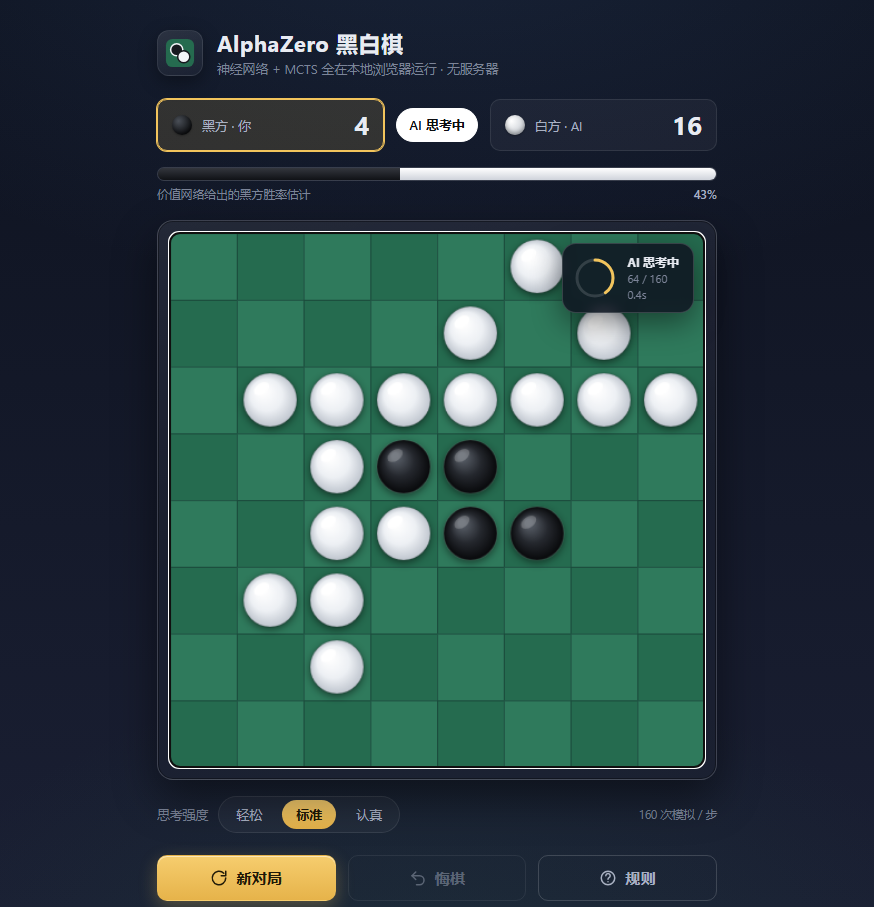 AlphaZero 黑白棋
神经网络 + MCTS 全在本地浏览器运行 · 无服务器
黑方 · 你
4
AI 思考中
白方 · AI
16
价值网络给出的黑方胜率估计
43%
AI 思考中
64 / 160
0.4s
思考强度
轻松
标准
认真
160 次模拟 / 步
新对局
悔棋
规则